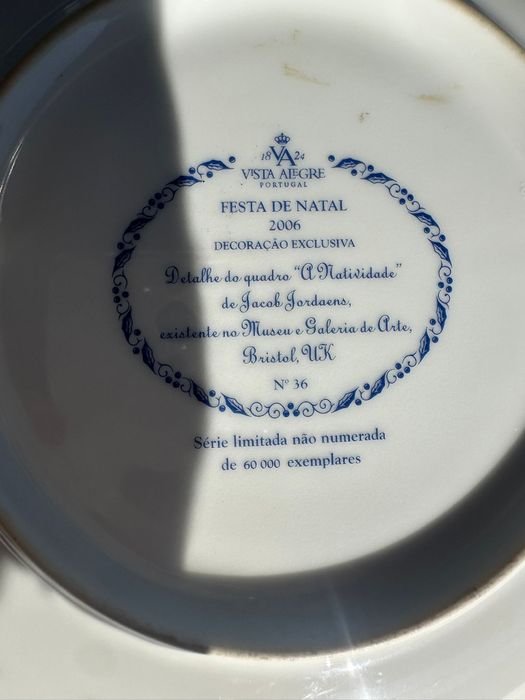 18 VA 24
VISTA ALEGRE
PORTUGAL
FESTA DE NATAL
2006
DECORAÇÃO EXCLUSIVA
Detalhe do quadro "A Natividade"
de Jacob Jordaens,
existente no Museu e Galeria de Arte,
Bristol, UK
Nº 36
Série limitada não numerada
de 60 000 exemplares